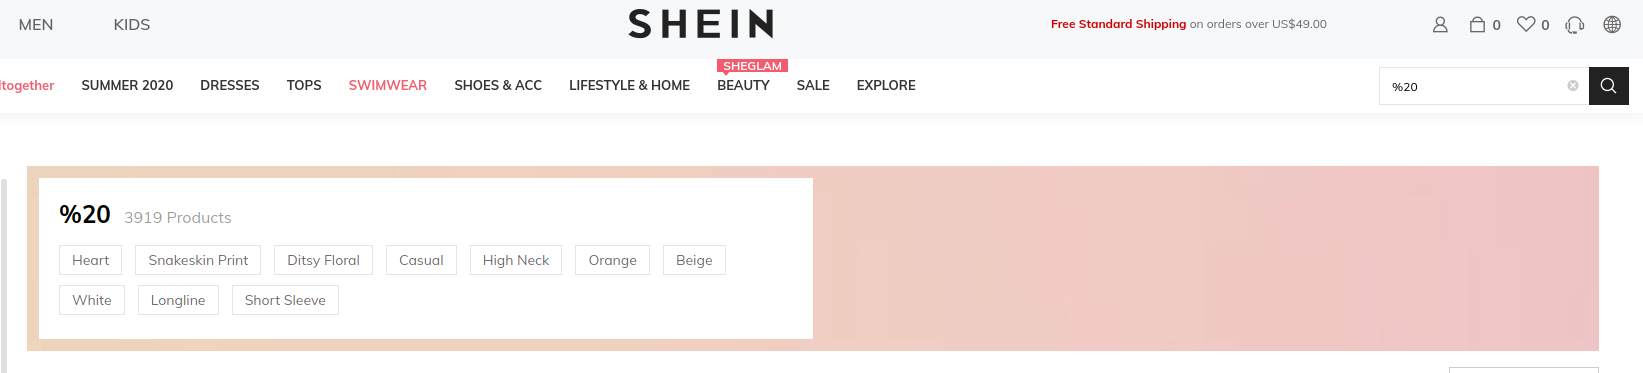 MEN KIDS SHEIN Free Standard Shipping on orders over US$49.00 0 0
SHEGLAM
ltogether SUMMER 2020 DRESSES TOPS SWIMWEAR SHOES & ACC LIFESTYLE & HOME BEAUTY SALE EXPLORE %20
%20 3919 Products
Heart Snakeskin Print Ditsy Floral Casual High Neck Orange Beige
White Longline Short Sleeve